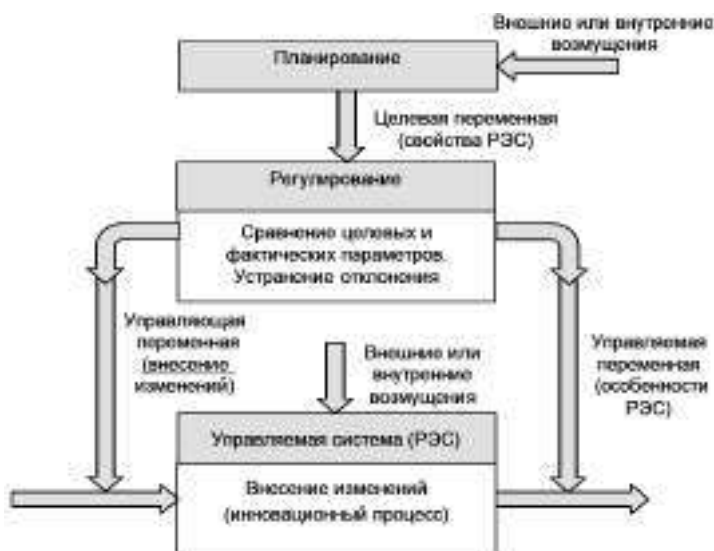 Внешние или внутренние
возмущения
Планирование
Целевая переменная
(свойства РЭС)
Регулирование
Сравнение целовых и
фактических параметров.
Устранение отклонения
Управляющая
переменная
(внесение
изменений)
Внешние или
внутренние
возмущения
Управляемая
переменная
(особенности
РЭС)
Управляемая система (РЭС)
Внесение изменений
(инновационный процесс)